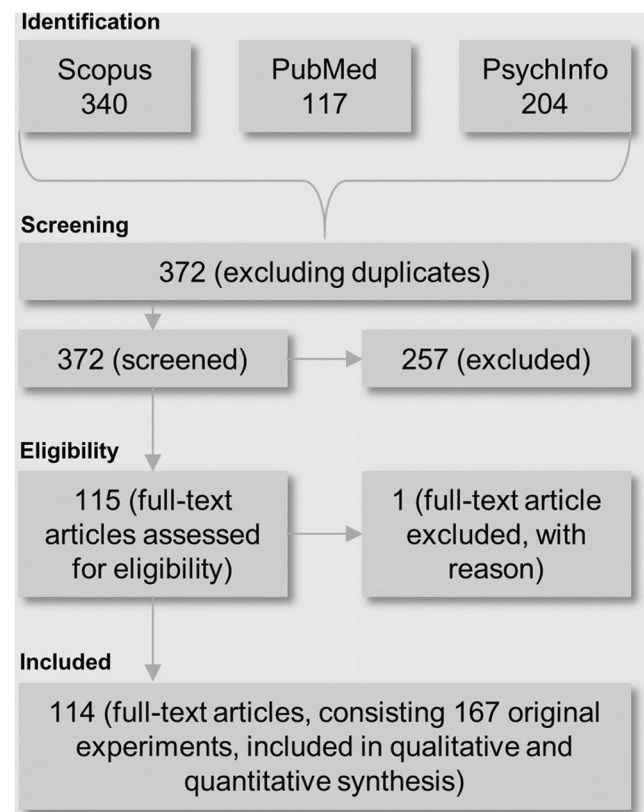 Identification
Scopus
340
PubMed
117
PsychInfo
204
Screening
372 (excluding duplicates)
372 (screened)
257 (excluded)
Eligibility
115 (full-text
articles assessed
for eligibility)
1 (full-text article
excluded, with
reason)
Included
114 (full-text articles, consisting 167 original
experiments, included in qualitative and
quantitative synthesis)